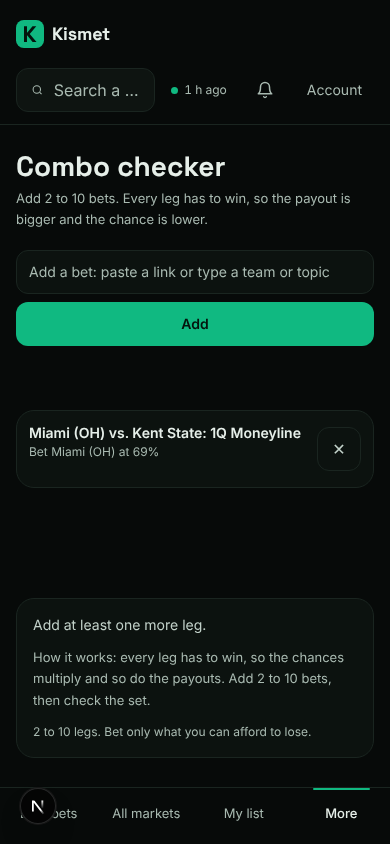 Kismet
Search a ...
1 h ago
Account
Combo checker
Add 2 to 10 bets. Every leg has to win, so the payout is
bigger and the chance is lower.
Add a bet: paste a link or type a team or topic
Add
Miami (OH) vs. Kent State: 1Q Moneyline
Bet Miami (OH) at 69%
Add at least one more leg.
How it works: every leg has to win, so the chances
multiply and so do the payouts. Add 2 to 10 bets,
then check the set.
2 to 10 legs. Bet only what you can afford to lose.
bets
All markets
My list
More